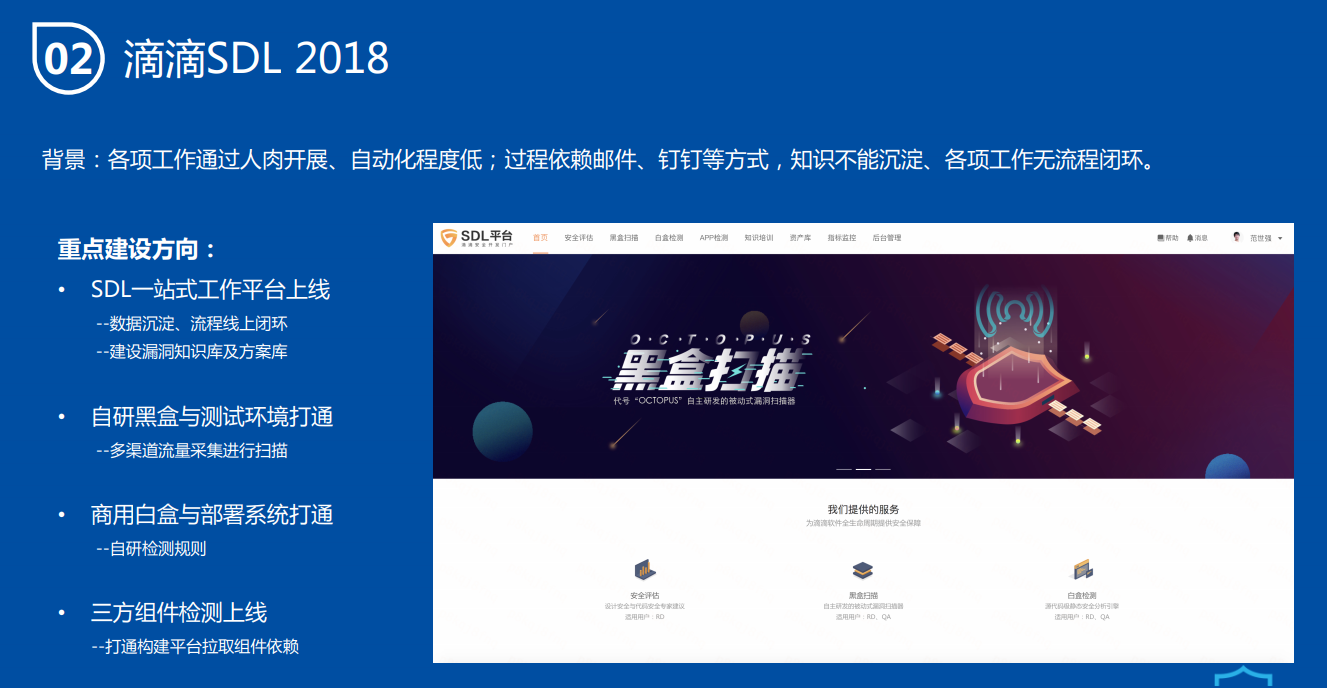 02 滴滴SDL 2018
背景：各项工作通过人肉开展、自动化程度低；过程依赖邮件、钉钉等方式，知识不能沉淀、各项工作无流程闭环。
重点建设方向：
• SDL一站式工作平台上线
--数据沉淀、流程线上闭环
--建设漏洞知识库及方案库
• 自研黑盒与测试环境打通
--多渠道流量采集进行扫描
• 商用白盒与部署系统打通
--自研检测规则
• 三方组件检测上线
--打通构建平台拉取组件依赖
SDL平台
滴滴安全开发门户
首页 安全评估 黑盒扫描 白盒检测 APP检测 知识培训 资产库 指标监控 后台管理 帮助 消息 范世强
O·C·T·O·P·U·S
黑盒扫描
代号“OCTOPUS”自主研发的被动式漏洞扫描器
我们提供的服务
为滴滴软件全生命周期提供安全保障
安全评估 黑盒扫描 白盒检测
设计安全与代码安全专家建议 自主研发的被动式漏洞扫描器 源代码级静态安全分析引擎
适用用户：RD 适用用户：RD、QA 适用用户：RD、QA